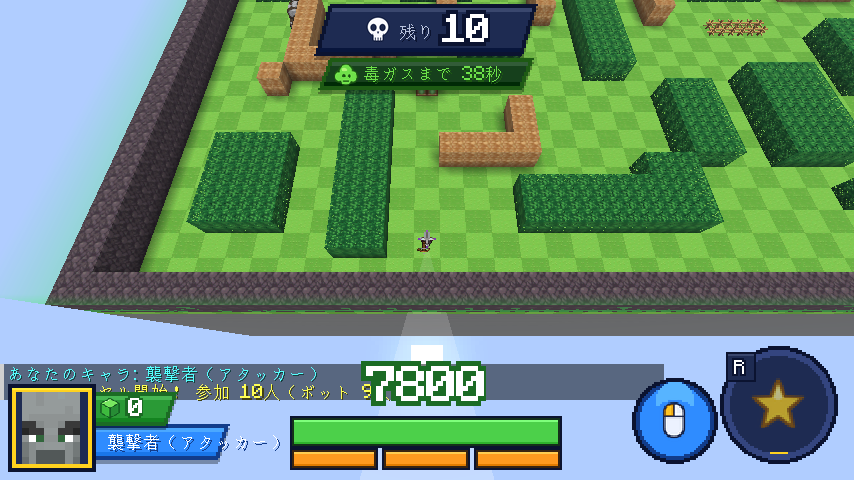 残り 10
毒ガスまで 38秒
R
あなたのキャラ: 襲撃者（アタッカー）
開始! 参加 10人（ボット 9
7800
0
襲撃者（アタッカー）